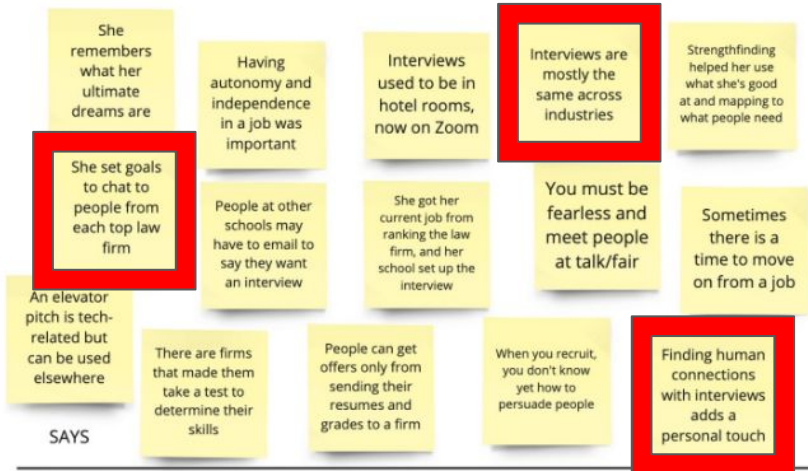 She
remembers
what her
ultimate
dreams are
Having
autonomy and
independence
in a job was
important
Interviews
used to be in
hotel rooms,
now on Zoom
Interviews are
mostly the
same across
industries
Strengthfinding
helped her use
what she's good
at and mapping to
what people need
She set goals
to chat to
people from
each top law
firm
People at other
schools may
have to email to
say they want
an interview
She got her
current job from
ranking the law
firm, and her
school set up the
interview
You must be
fearless and
meet people
at talk/fair
Sometimes
there is a
time to move
on from a job
An elevator
pitch is tech-
related but
can be used
elsewhere
There are firms
that made them
take a test to
determine their
skills
People can get
offers only from
sending their
resumes and
grades to a firm
When you recruit,
you don't know
yet how to
persuade people
Finding human
connections
with interviews
adds a
personal touch
SAYS